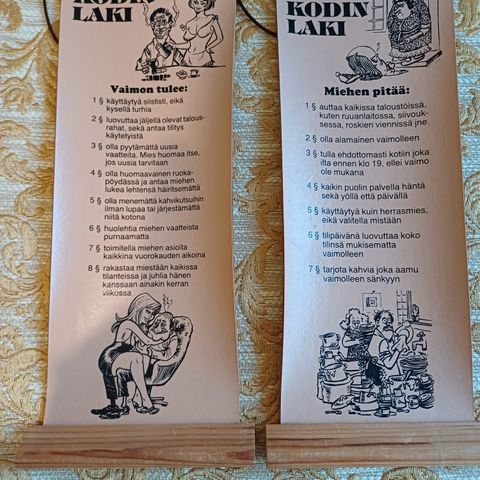 KODIN
LAKI
Vaimon tulee:
1 § käyttäytyä siististi, eikä
kysellä turhia
2 § luovuttaa jäljellä olevat talous-
rahat, sekä antaa tilitys
käytetyistä
3 § olla pyytämättä uusia
vaatteita. Mies huomaa itse,
jos uusia tarvitaan
4 § olla huomaavainen ruoka-
pöydässä ja antaa miehen
lukea lehtensä häiritsemättä
5 § olla menemättä kahvikutsuihin
ilman lupaa tai järjestämättä
niitä kotona
6 § huolehtia miehen vaatteista
purnaamatta
7 § toimitella miehen asioita
kaikkina vuorokauden aikoina
8 § rakastaa miestään kaikissa
tilanteissa ja juhlia hänen
kanssaan ainakin kerran
viikossa
KODIN
LAKI
Miehen pitää:
1 § auttaa kaikissa taloustöissä,
kuten ruuanlaitossa, siivouk-
sessa, roskien viennissä jne.
2 § olla alamainen vaimolleen
3 § tulla ehdottomasti kotiin joka
ilta ennen klo 19, ellei vaimo
ole mukana
4 § kaikin puolin palvella häntä
sekä yöllä että päivällä
5 § käyttäytyä kuin herrasmies,
eikä valitella mistään
6 § tilipäivänä luovuttaa koko
tilinsä mukisematta
vaimolleen
7 § tarjota kahvia joka aamu
vaimolleen sänkyyn